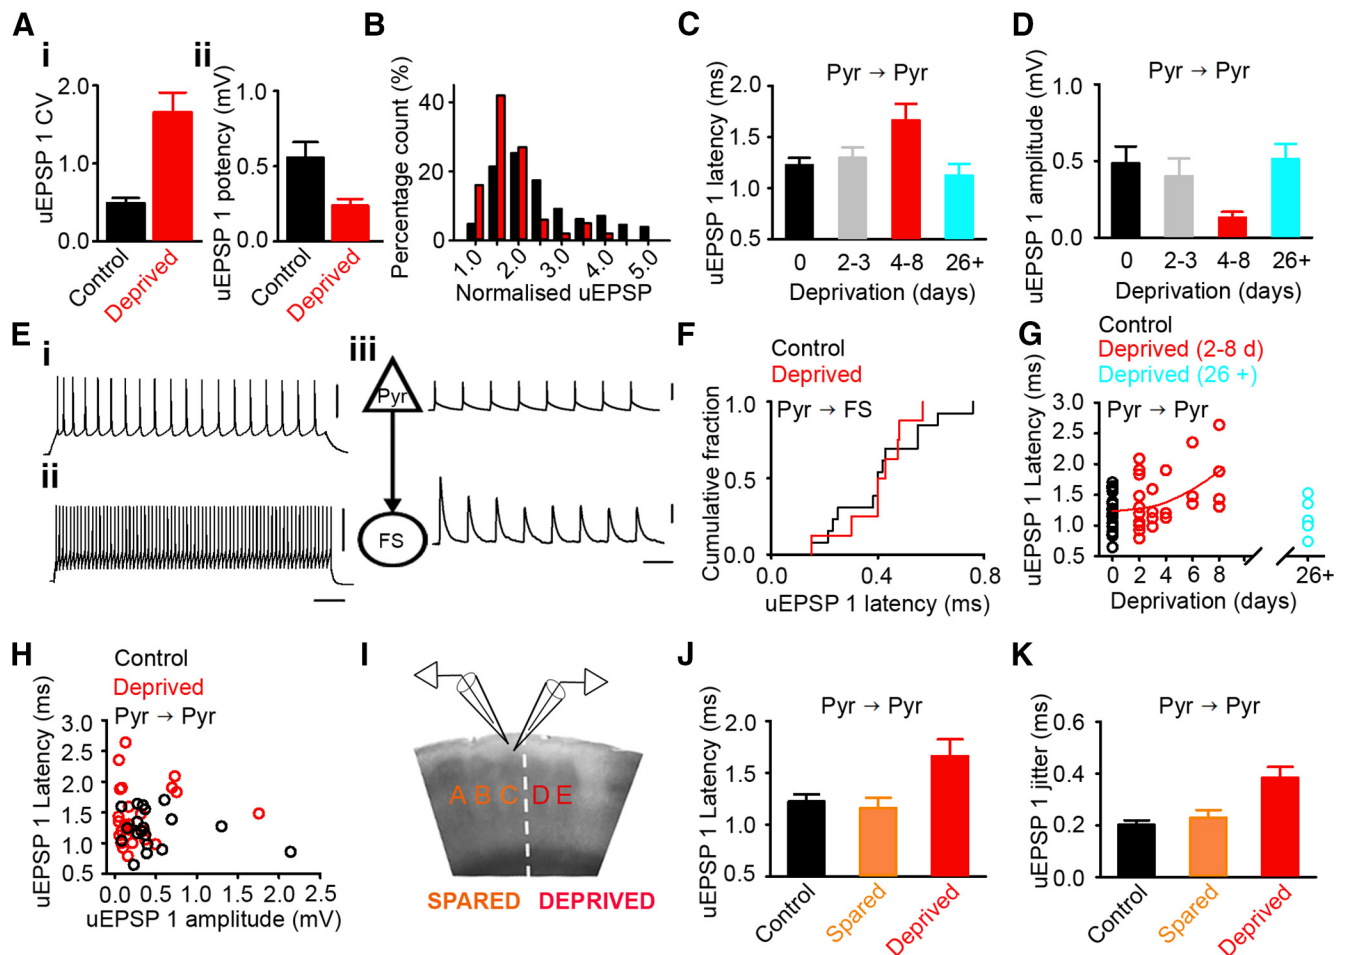 A
i
uEPSP 1 CV
2.0
1.0
0.0
Control
Deprived
ii
uEPSP 1 potency (mV)
1.0
0.5
0.0
Control
Deprived
B
Percentage count (%)
40
20
0
1.0 2.0 3.0 4.0 5.0
Normalised uEPSP
C
Pyr → Pyr
uEPSP 1 latency (ms)
2.0
1.5
1.0
0.5
0 2-3 4-8 26+
Deprivation (days)
D
Pyr → Pyr
uEPSP 1 amplitude (mV)
1.0
0.5
0.0
0 2-3 4-8 26+
Deprivation (days)
E
i
ii
iii
Pyr
FS
F
Control
Deprived
Pyr → FS
Cumulative fraction
1.0
0.5
0.0
0.0 0.4 0.8
uEPSP 1 latency (ms)
G
Control
Deprived (2-8 d)
Deprived (26 +)
Pyr → Pyr
uEPSP 1 Latency (ms)
3.0
2.5
2.0
1.5
1.0
0.5
0 2 4 6 8 26+
Deprivation (days)
H
Control
Deprived
Pyr → Pyr
uEPSP 1 Latency (ms)
3.0
2.5
2.0
1.5
1.0
0.5
0.0 0.5 1.0 1.5 2.0 2.5
uEPSP 1 amplitude (mV)
I
A B C D E
SPARED DEPRIVED
J
Pyr → Pyr
uEPSP 1 Latency (ms)
2.0
1.5
1.0
0.5
Control
Spared
Deprived
K
Pyr → Pyr
uEPSP 1 jitter (ms)
0.6
0.4
0.2
0.0
Control
Spared
Deprived